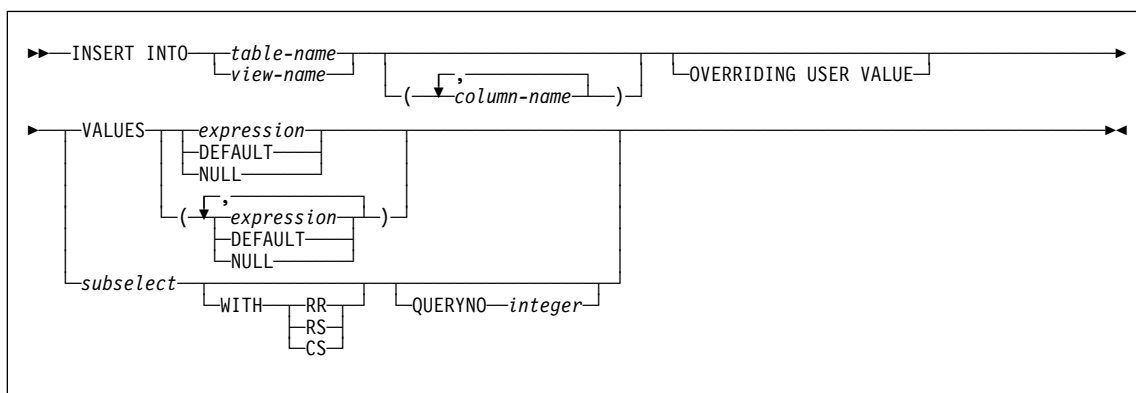 INSERT INTO table-name
view-name
( column-name , )
OVERRIDING USER VALUE
VALUES expression
DEFAULT
NULL
( expression , )
DEFAULT
NULL
subselect
WITH RR
RS
CS
QUERYNO integer